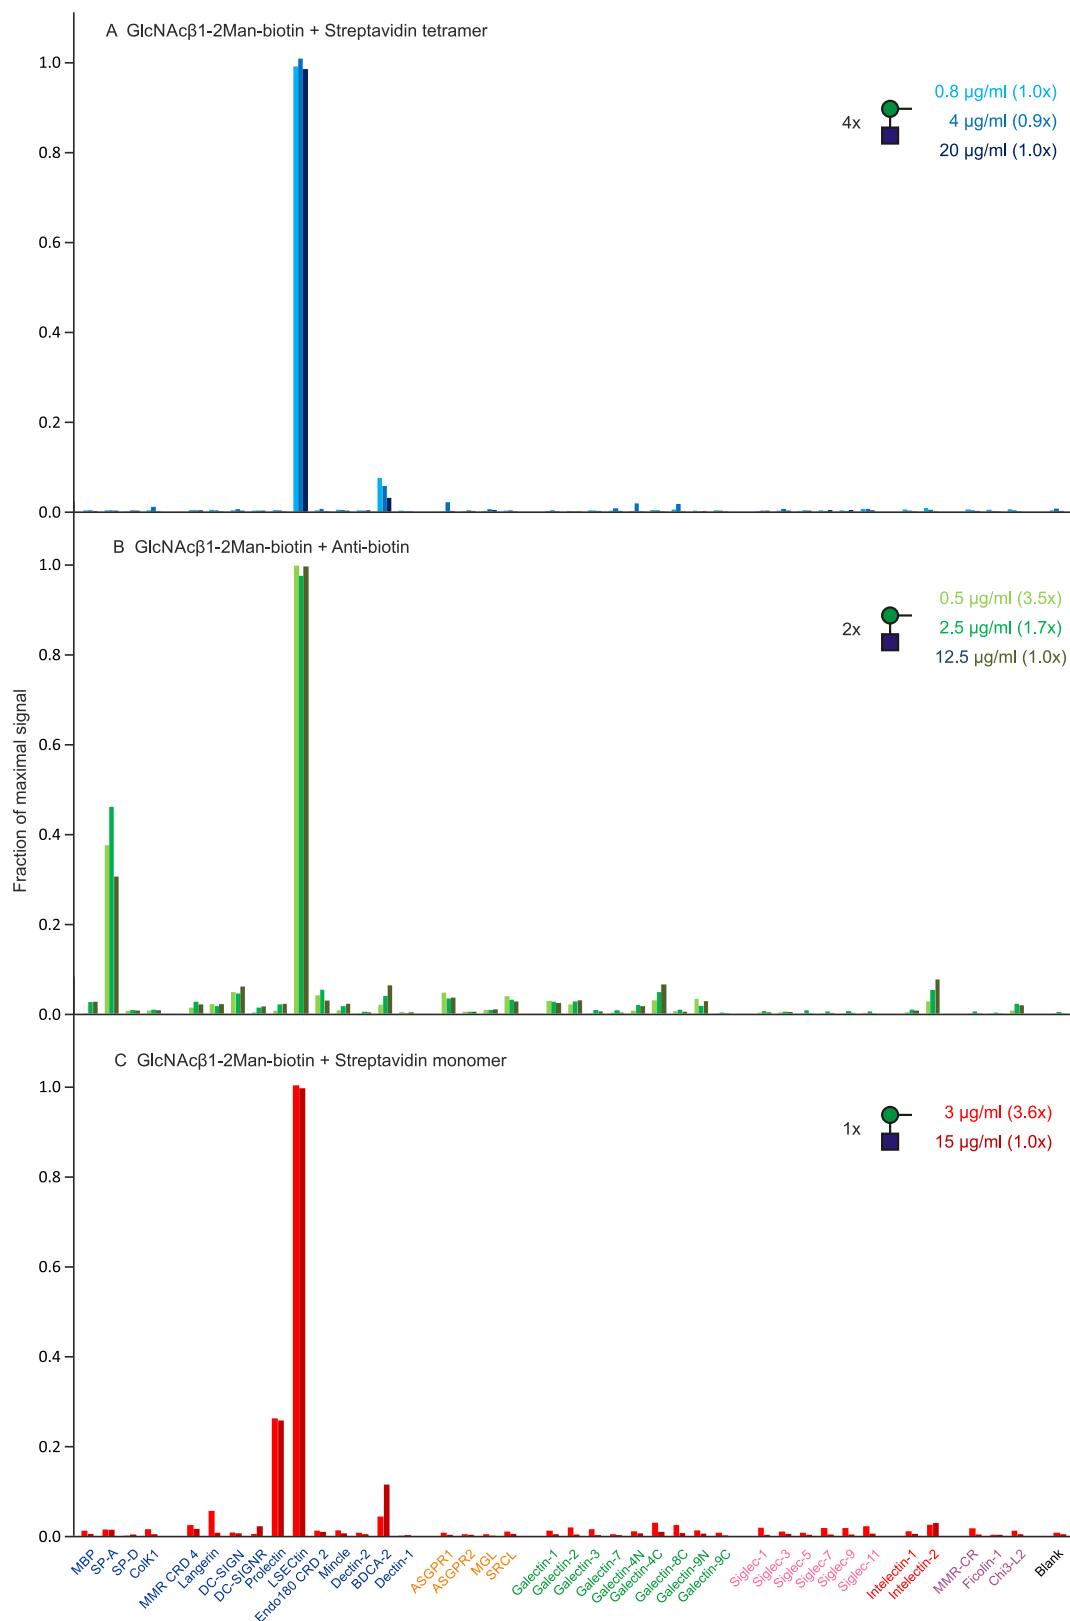 A GlcNAcβ1-2Man-biotin + Streptavidin tetramer
1.0
0.8
0.6
0.4
0.2
0.0
4x
0.8 µg/ml (1.0x)
4 µg/ml (0.9x)
20 µg/ml (1.0x)
B GlcNAcβ1-2Man-biotin + Anti-biotin
1.0
0.8
0.6
0.4
0.2
0.0
2x
0.5 µg/ml (3.5x)
2.5 µg/ml (1.7x)
12.5 µg/ml (1.0x)
Fraction of maximal signal
C GlcNAcβ1-2Man-biotin + Streptavidin monomer
1.0
0.8
0.6
0.4
0.2
0.0
1x
3 µg/ml (3.6x)
15 µg/ml (1.0x)
MBP
SP-A
SP-D
ColK1
MMR CRD 4
Langerin
DC-SIGN
DC-SIGNR
Prolectin
LSECtin
Endo180 CRD 2
Mincle
Dectin-2
BDCA-2
Dectin-1
ASGPR1
ASGPR2
MGL
SRCL
Galectin-1
Galectin-2
Galectin-3
Galectin-7
Galectin-4N
Galectin-4C
Galectin-8C
Galectin-9N
Galectin-9C
Siglec-1
Siglec-3
Siglec-5
Siglec-7
Siglec-9
Siglec-11
Intelectin-1
Intelectin-2
MMR-CR
Ficolin-1
Chi3-L2
Blank